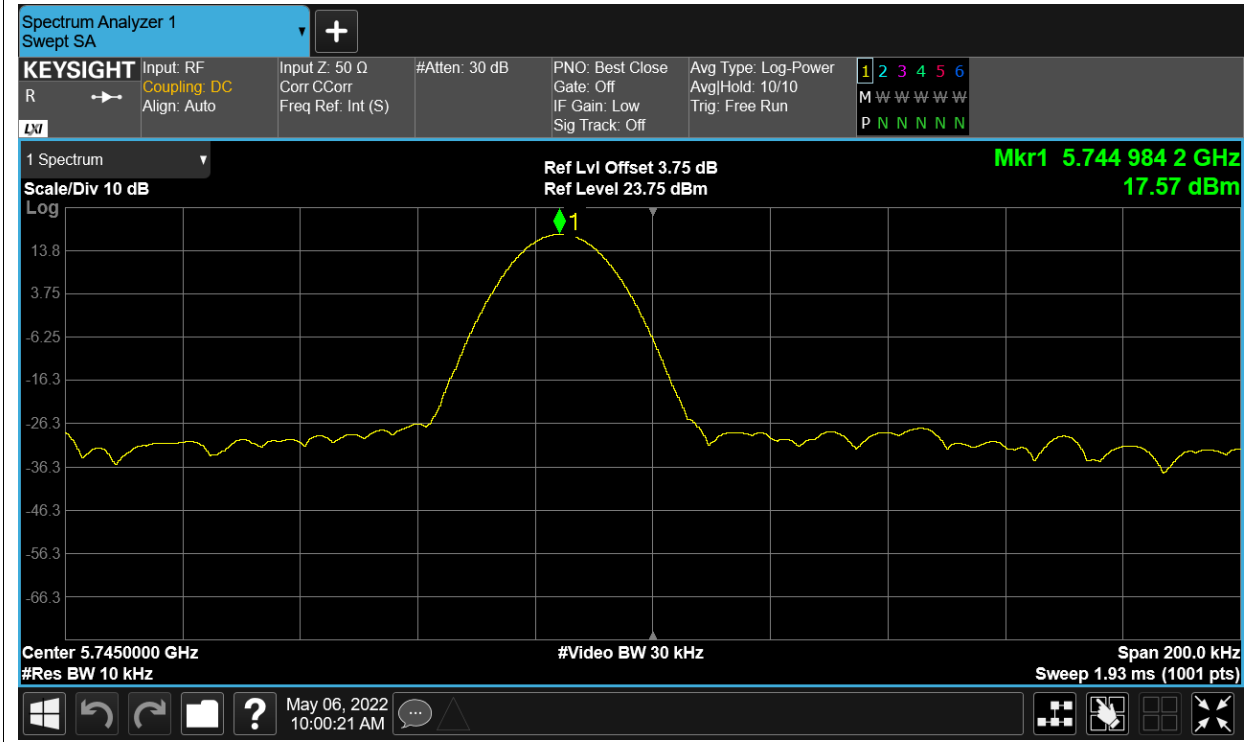 Spectrum Analyzer 1
Swept SA
KEYSIGHT
R
LXI
Input: RF
Coupling: DC
Align: Auto
Input Z: 50 Ω
Corr CCorr
Freq Ref: Int (S)
#Atten: 30 dB
PNO: Best Close
Gate: Off
IF Gain: Low
Sig Track: Off
Avg Type: Log-Power
Avg|Hold: 10/10
Trig: Free Run
1 2 3 4 5 6
M W W W W W
P N N N N N
1 Spectrum
Scale/Div 10 dB
Log
Ref Lvl Offset 3.75 dB
Ref Level 23.75 dBm
Mkr1 5.744 984 2 GHz
17.57 dBm
1
13.8
3.75
-6.25
-16.3
-26.3
-36.3
-46.3
-56.3
-66.3
Center 5.7450000 GHz
#Res BW 10 kHz
#Video BW 30 kHz
Span 200.0 kHz
Sweep 1.93 ms (1001 pts)
?
May 06, 2022
10:00:21 AM